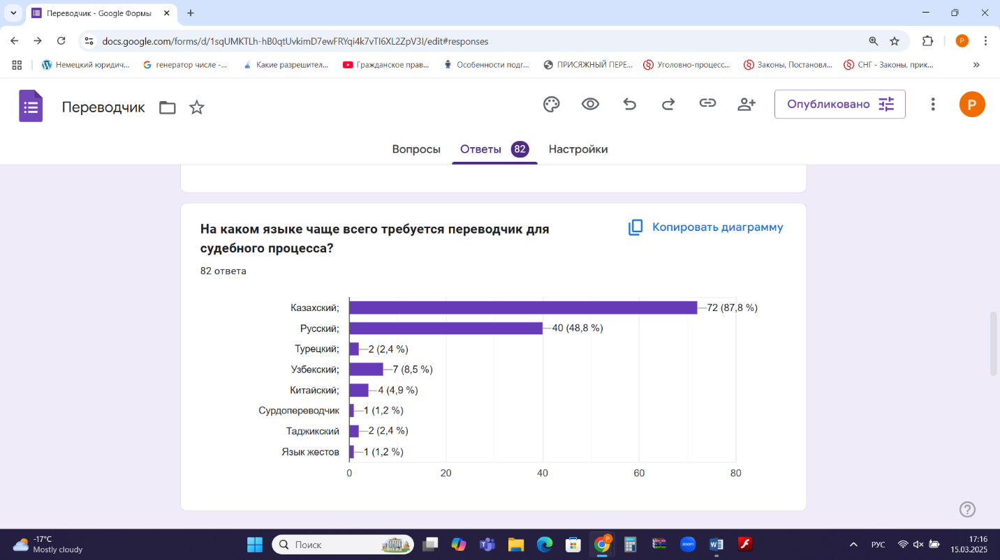 Переводчик - Google Формы
docs.google.com/forms/d/1sqUMKTLh-hB0qtUvkimD7ewFRYqi4k7vTI6XL2ZpV3I/edit#responses
P
Немецкий юридич...
генератор числе -...
Какие разрешител...
Гражданское прав...
Особенности подг...
ПРИСЯЖНЫЙ ПЕРЕ...
Уголовно-процесс...
Законы, Постановл...
СНГ - Законы, прик...
Переводчик
Опубликовано
P
Вопросы
Ответы 82
Настройки
На каком языке чаще всего требуется переводчик для
судебного процесса?
Копировать диаграмму
82 ответа
Казахский; 72 (87,8 %)
Русский; 40 (48,8 %)
Турецкий; 2 (2,4 %)
Узбекский; 7 (8,5 %)
Китайский; 4 (4,9 %)
Сурдопереводчик 1 (1,2 %)
Таджикский 2 (2,4 %)
Язык жестов 1 (1,2 %)
0 20 40 60 80
-17°C
Mostly cloudy
Поиск
zoom
РУС
17:16
15.03.2025